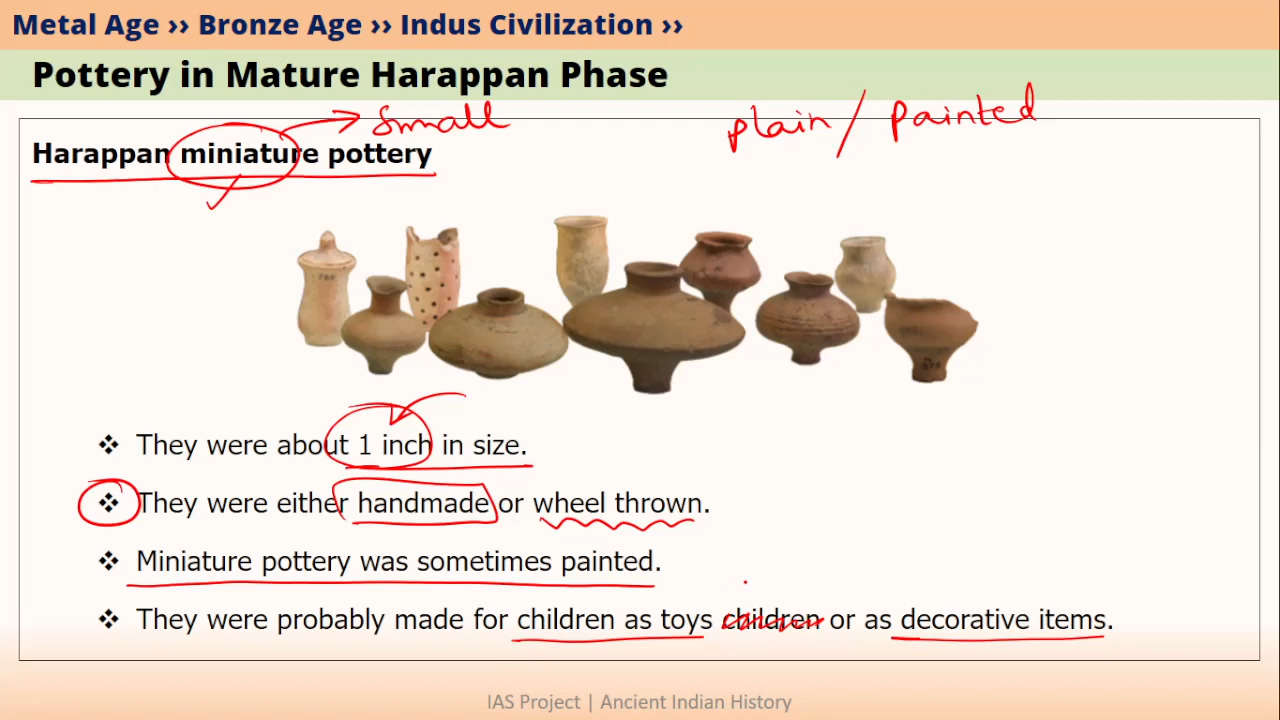 Metal Age ›› Bronze Age ›› Indus Civilization ››
Pottery in Mature Harappan Phase
small
plain / Painted
Harappan miniature pottery
❖ They were about 1 inch in size.
❖ They were either handmade or wheel thrown.
❖ Miniature pottery was sometimes painted.
❖ They were probably made for children as toys children or as decorative items.
IAS Project | Ancient Indian History